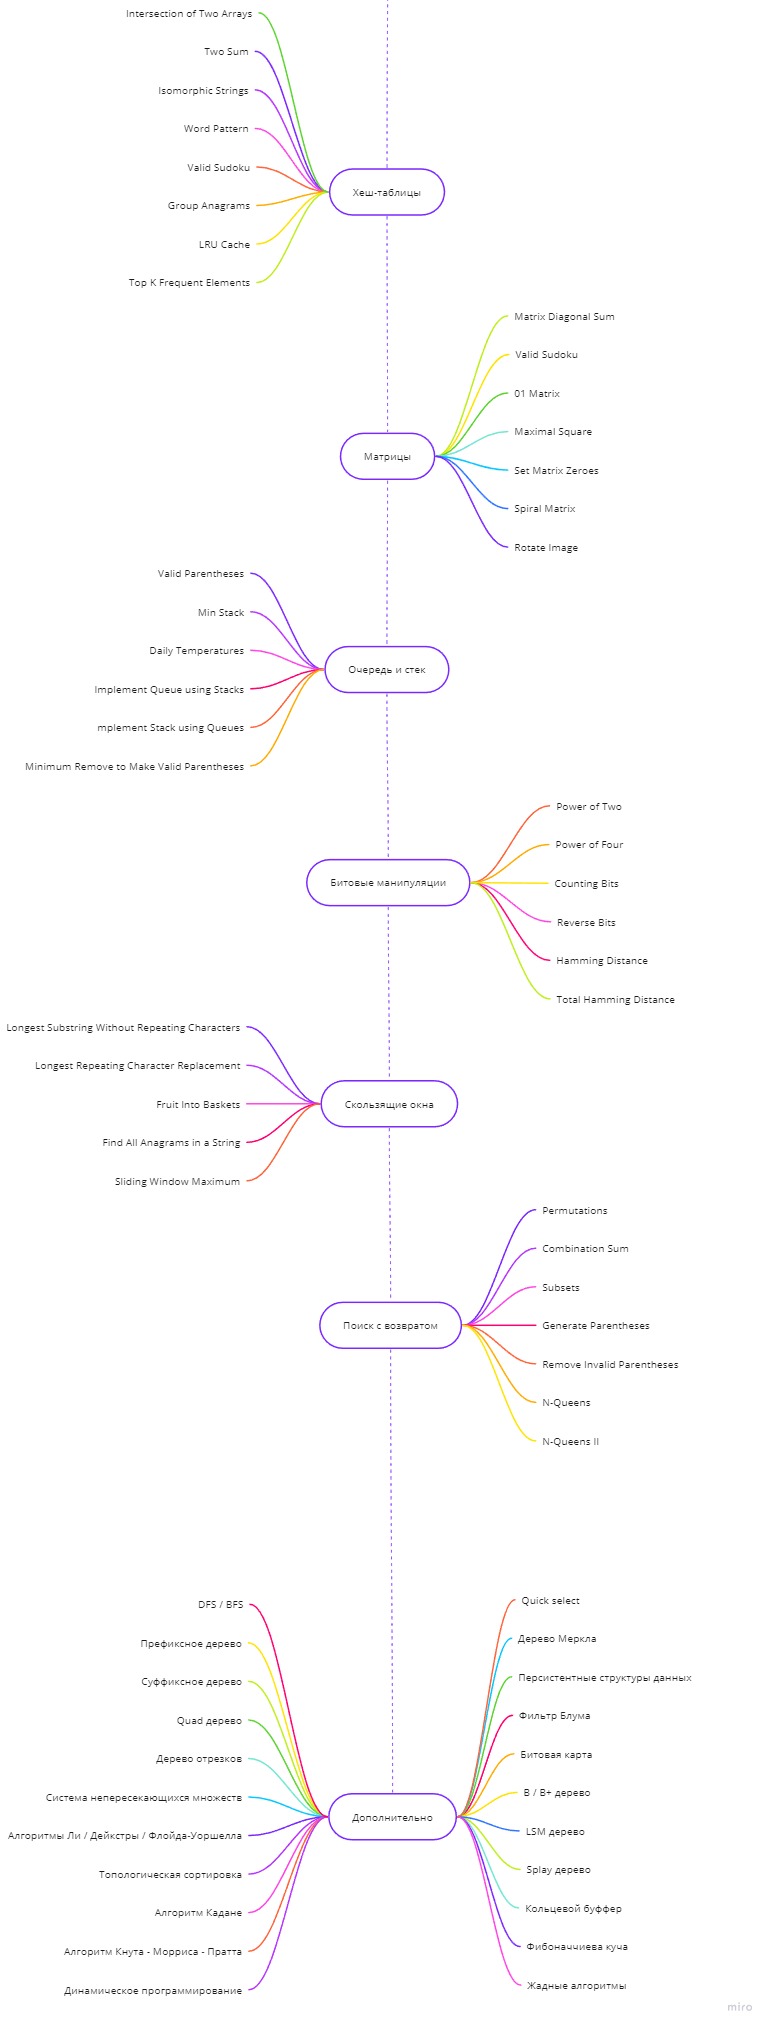 Intersection of Two Arrays
Two Sum
Isomorphic Strings
Word Pattern
Valid Sudoku
Group Anagrams
LRU Cache
Top K Frequent Elements
Хеш-таблицы
Matrix Diagonal Sum
Valid Sudoku
01 Matrix
Maximal Square
Set Matrix Zeroes
Spiral Matrix
Rotate Image
Матрицы
Valid Parentheses
Min Stack
Daily Temperatures
Implement Queue using Stacks
mplement Stack using Queues
Minimum Remove to Make Valid Parentheses
Очередь и стек
Power of Two
Power of Four
Counting Bits
Reverse Bits
Hamming Distance
Total Hamming Distance
Битовые манипуляции
Longest Substring Without Repeating Characters
Longest Repeating Character Replacement
Fruit Into Baskets
Find All Anagrams in a String
Sliding Window Maximum
Скользящие окна
Permutations
Combination Sum
Subsets
Generate Parentheses
Remove Invalid Parentheses
N-Queens
N-Queens II
Поиск с возвратом
DFS / BFS
Префиксное дерево
Суффиксное дерево
Quad дерево
Дерево отрезков
Система непересекающихся множеств
Алгоритмы Ли / Дейкстры / Флойда-Уоршелла
Топологическая сортировка
Алгоритм Кадане
Алгоритм Кнута - Морриса - Пратта
Динамическое программирование
Дополнительно
Quick select
Дерево Меркла
Персистентные структуры данных
Фильтр Блума
Битовая карта
B / B+ дерево
LSM дерево
Splay дерево
Кольцевой буффер
Фибоначчиева куча
Жадные алгоритмы
miro